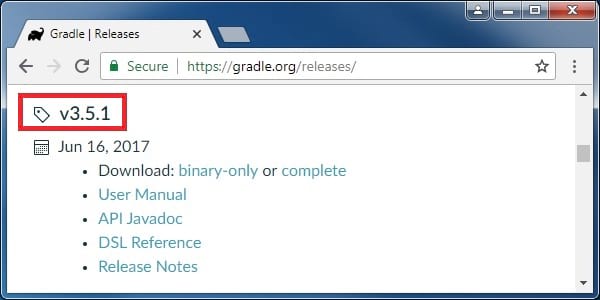 Gradle | Releases
Secure https://gradle.org/releases/
v3.5.1
Jun 16, 2017
Download: binary-only or complete
User Manual
API Javadoc
DSL Reference
Release Notes